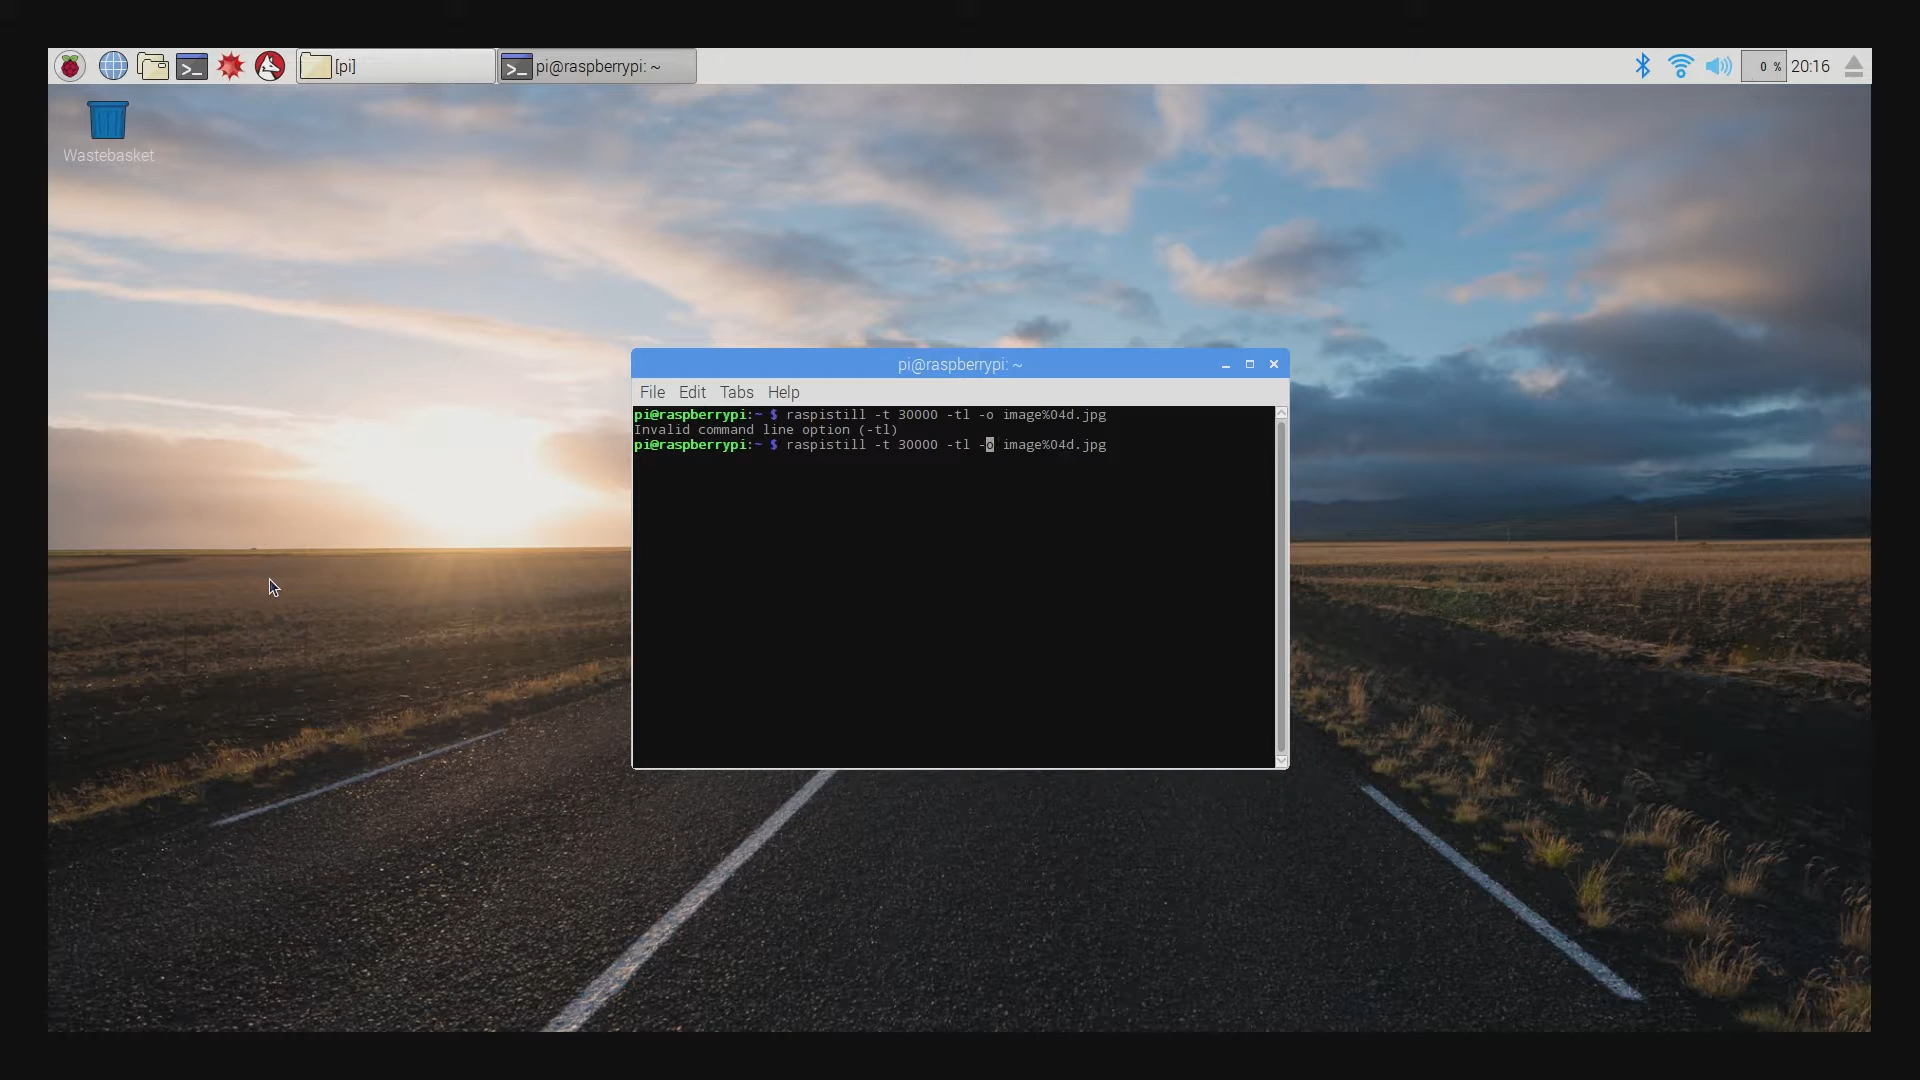 [pi]
pi@raspberrypi: ~
0 %
20:16
Wastebasket
pi@raspberrypi: ~
File Edit Tabs Help
pi@raspberrypi:~ $ raspistill -t 30000 -tl -o image%04d.jpg
Invalid command line option (-tl)
pi@raspberrypi:~ $ raspistill -t 30000 -tl -o image%04d.jpg